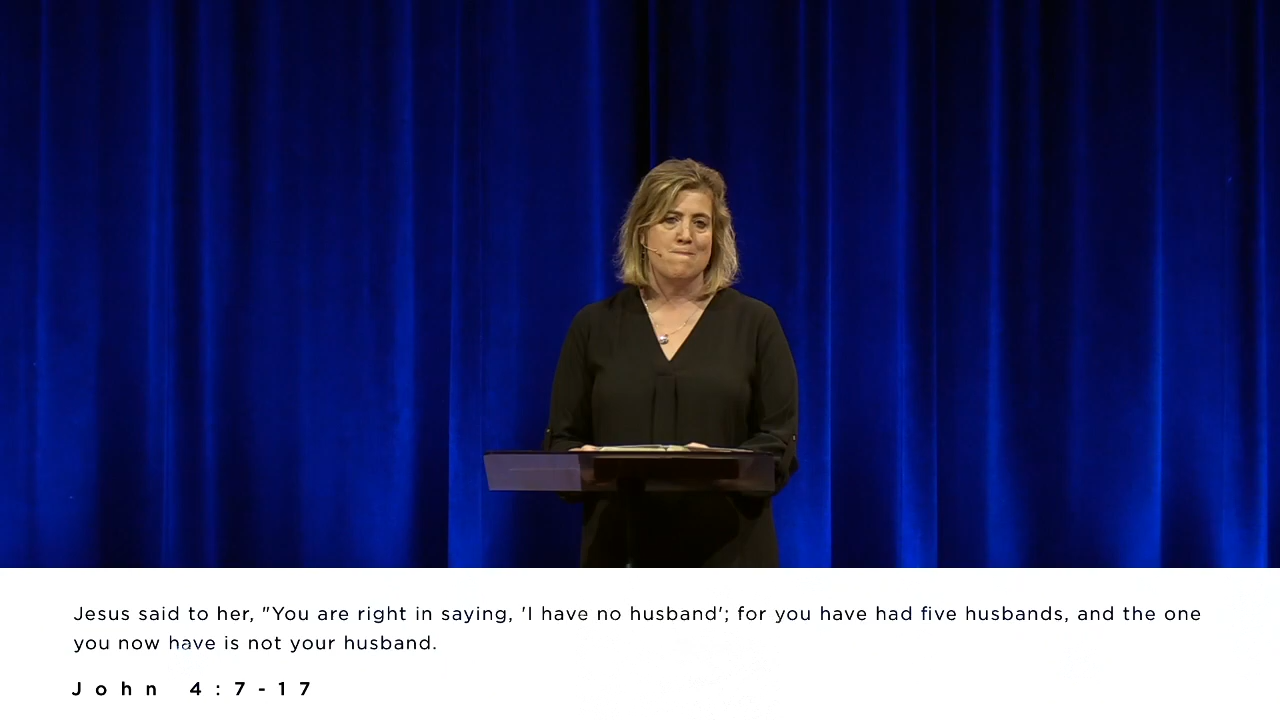 Jesus said to her, "You are right in saying, 'I have no husband'; for you have had five husbands, and the one
you now have is not your husband.
John 4:7-17